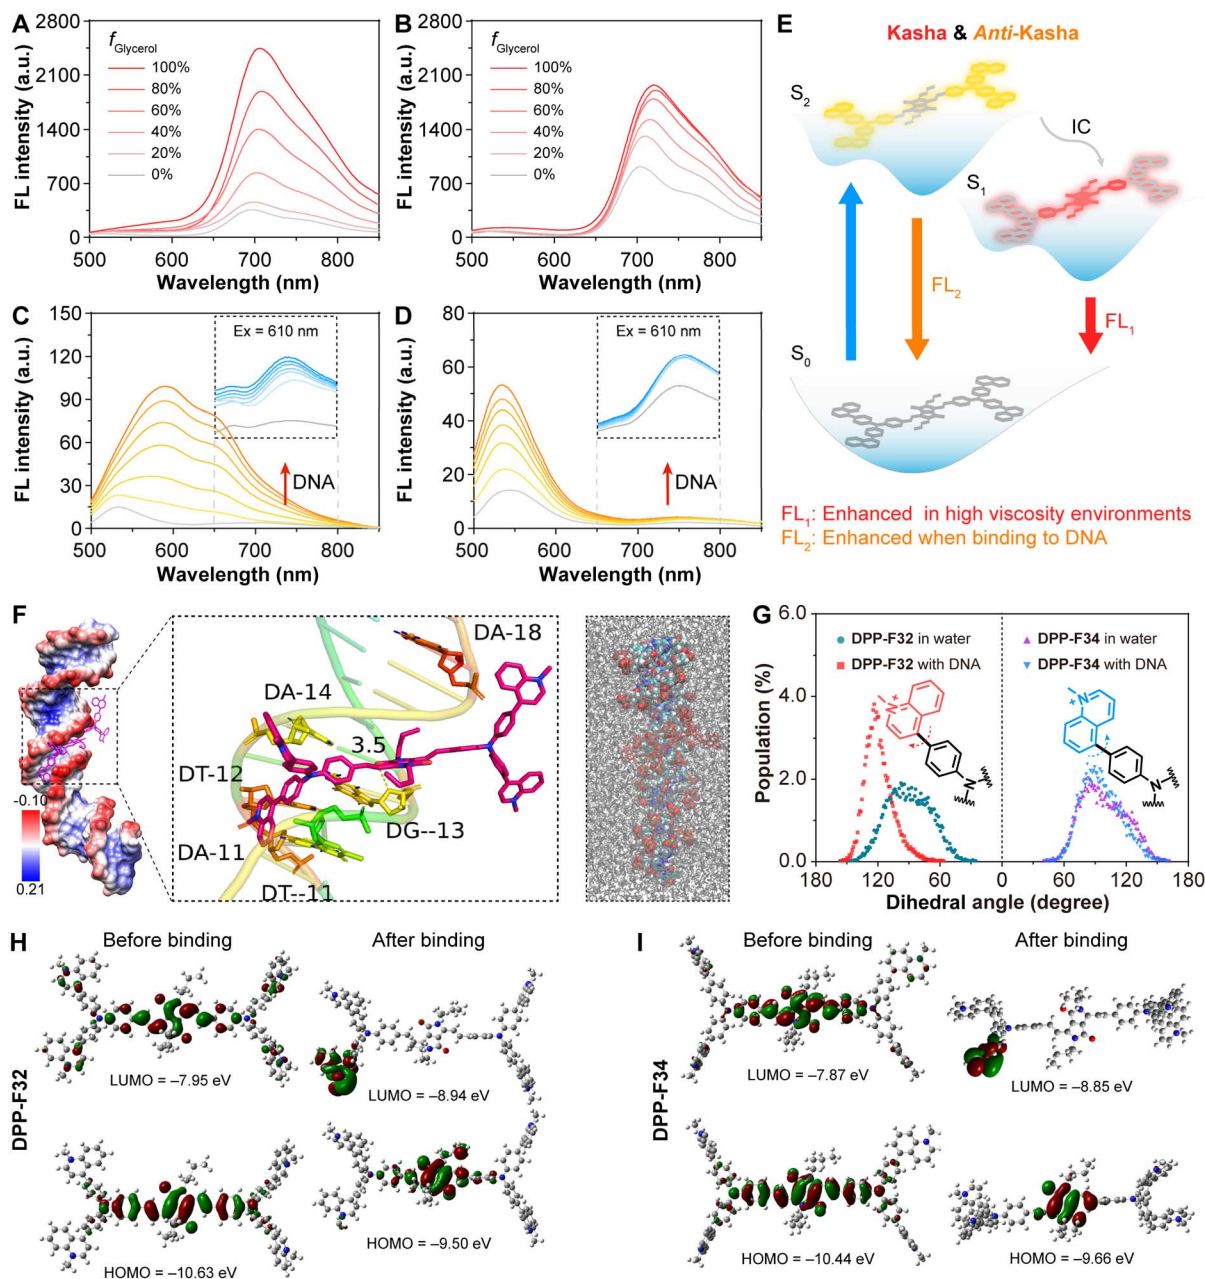 A
2800
2100
1400
700
0
FL intensity (a.u.)
fGlycerol
100%
80%
60%
40%
20%
0%
500 600 700 800
Wavelength (nm)
B
2800
2100
1400
700
0
FL intensity (a.u.)
fGlycerol
100%
80%
60%
40%
20%
0%
500 600 700 800
Wavelength (nm)
C
150
120
90
60
30
0
FL intensity (a.u.)
Ex = 610 nm
DNA
500 600 700 800
Wavelength (nm)
D
80
60
40
20
0
FL intensity (a.u.)
Ex = 610 nm
DNA
500 600 700 800
Wavelength (nm)
E
Kasha & Anti-Kasha
S2
IC
S1
FL2
FL1
S0
FL1: Enhanced in high viscosity environments
FL2: Enhanced when binding to DNA
F
-0.10
0.21
DA-18
DA-14
3.5
DT-12
DG--13
DA-11
DT--11
G
6.0
4.0
2.0
0.0
Population (%)
DPP-F32 in water
DPP-F32 with DNA
DPP-F34 in water
DPP-F34 with DNA
N
+
N
N
+
N
180 120 60 0 60 120 180
Dihedral angle (degree)
H
Before binding
After binding
DPP-F32
LUMO = –7.95 eV
LUMO = –8.94 eV
HOMO = –10.63 eV
HOMO = –9.50 eV
I
Before binding
After binding
DPP-F34
LUMO = –7.87 eV
LUMO = –8.85 eV
HOMO = –10.44 eV
HOMO = –9.66 eV